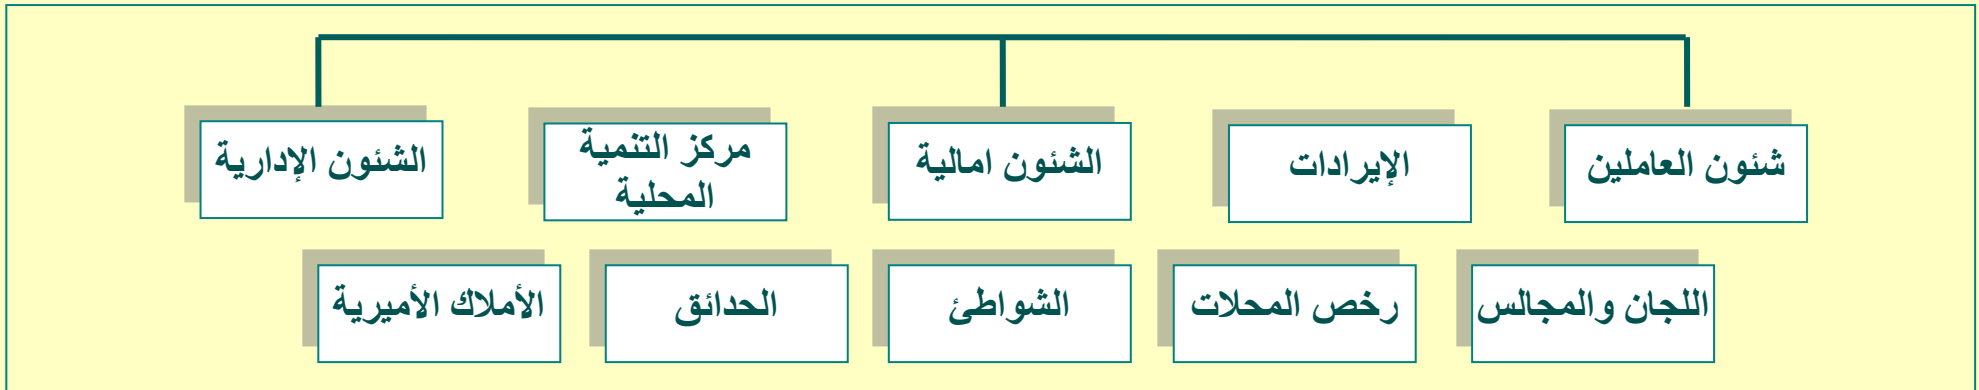 شئون العاملين
الإيرادات
الشئون امالية
مركز التنمية
المحلية
الشئون الإدارية
اللجان والمجالس
رخص المحلات
الشواطئ
الحدائق
الأملاك الأميرية